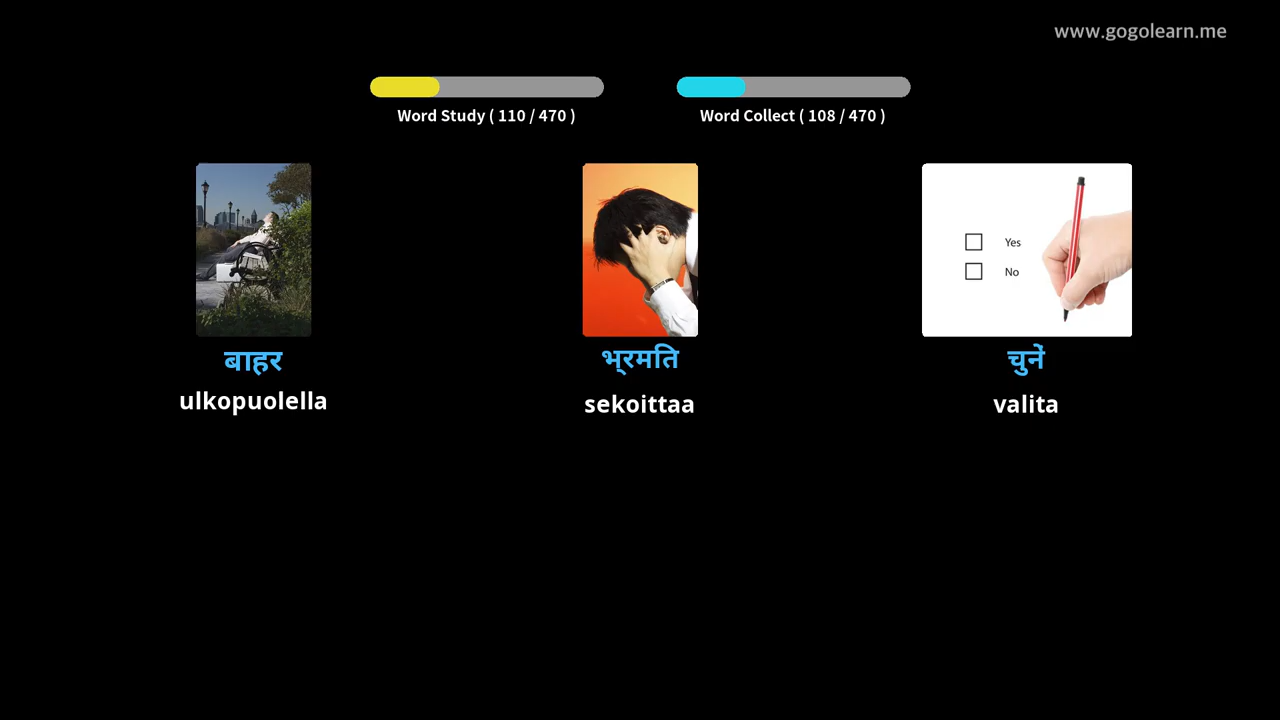 www.gogolearn.me
Word Study ( 110 / 470 )
Word Collect ( 108 / 470 )
Yes
No
बाहर
भ्रमति
चुनें
ulkopuolella
sekoittaa
valita